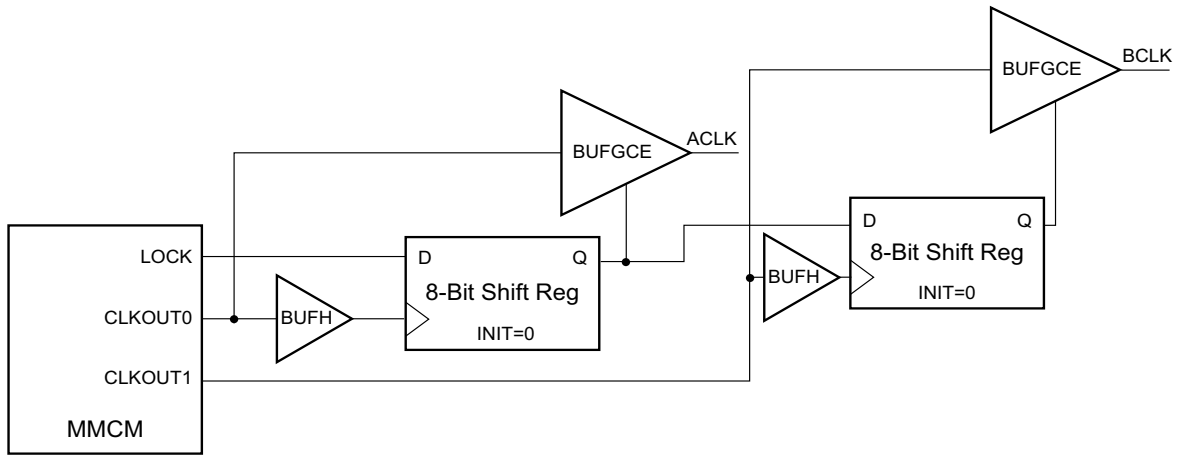 BUFGCE
BCLK
BUFGCE
ACLK
LOCK
CLKOUT0
CLKOUT1
MMCM
BUFH
D
Q
8-Bit Shift Reg
INIT=0
BUFH
D
Q
8-Bit Shift Reg
INIT=0